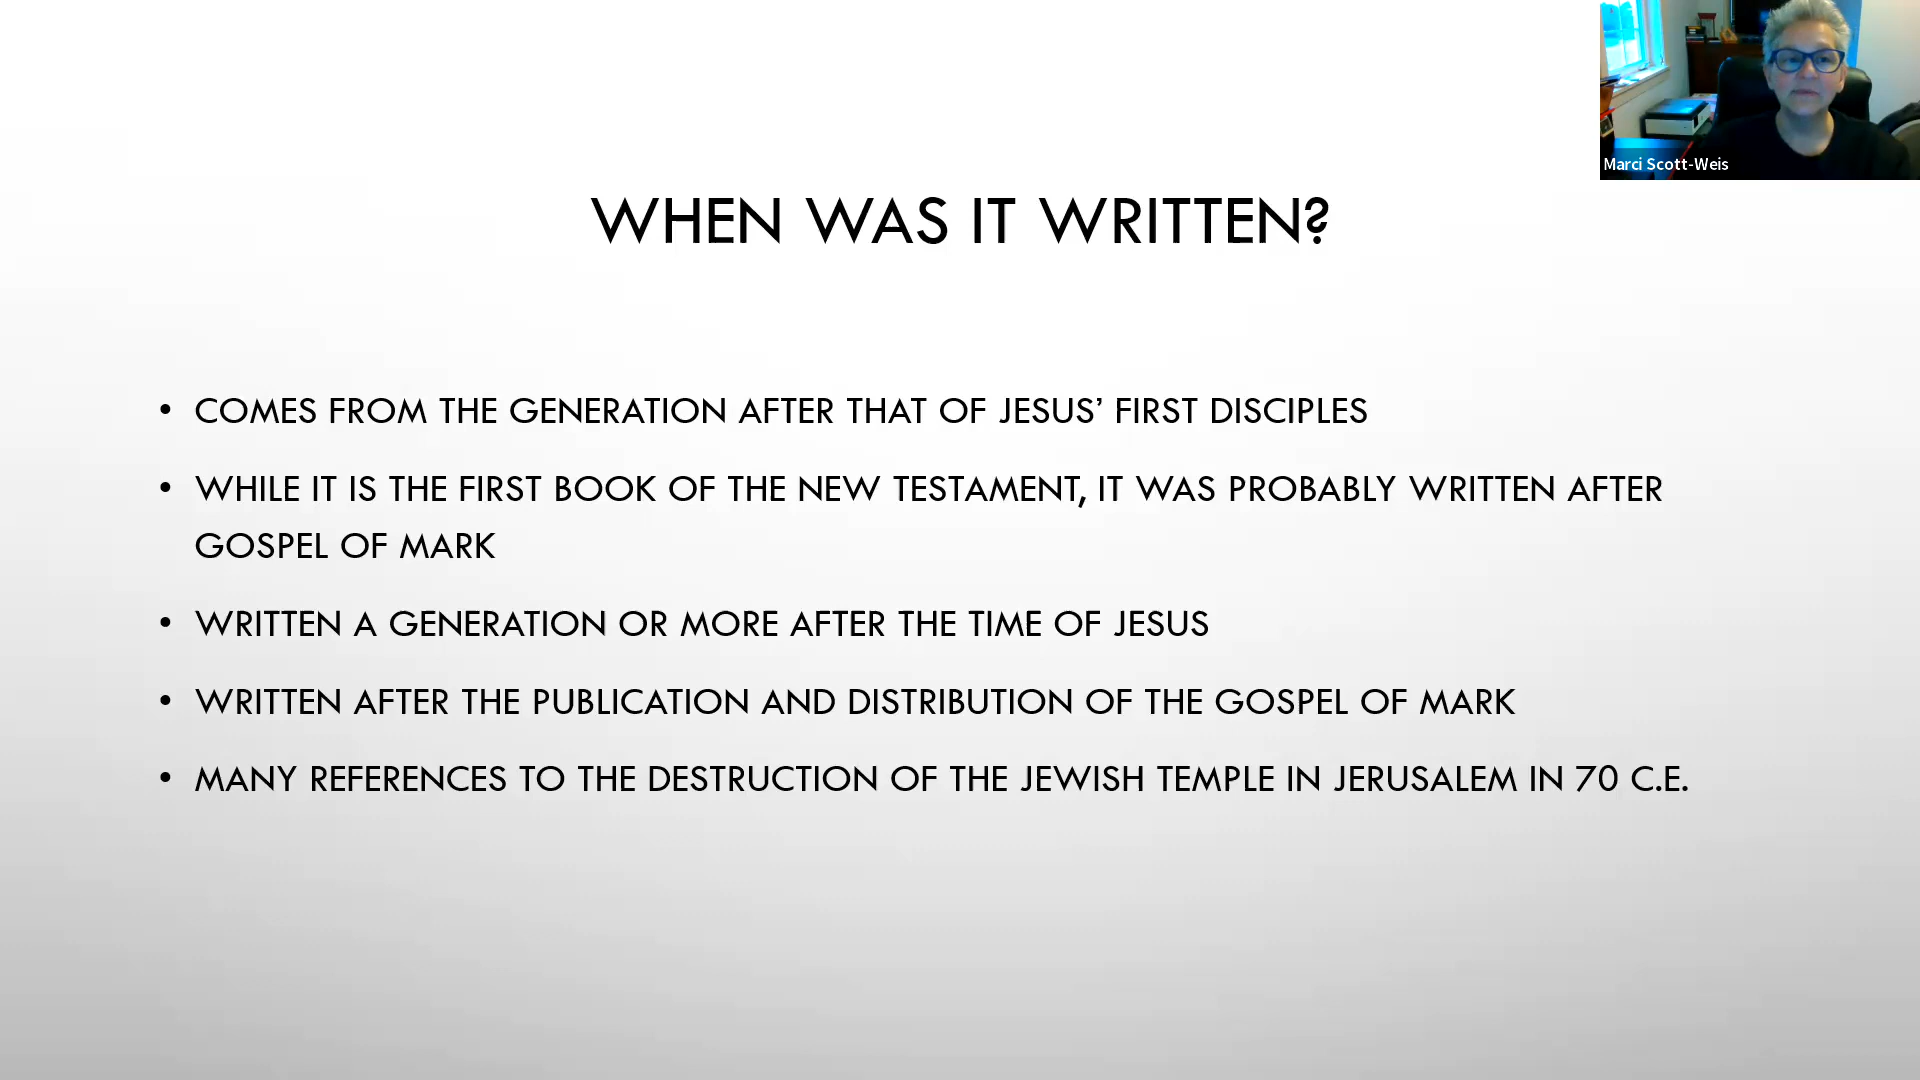 Marci Scott-Weis
WHEN WAS IT WRITTEN?
• COMES FROM THE GENERATION AFTER THAT OF JESUS’ FIRST DISCIPLES
• WHILE IT IS THE FIRST BOOK OF THE NEW TESTAMENT, IT WAS PROBABLY WRITTEN AFTER
GOSPEL OF MARK
• WRITTEN A GENERATION OR MORE AFTER THE TIME OF JESUS
• WRITTEN AFTER THE PUBLICATION AND DISTRIBUTION OF THE GOSPEL OF MARK
• MANY REFERENCES TO THE DESTRUCTION OF THE JEWISH TEMPLE IN JERUSALEM IN 70 C.E.